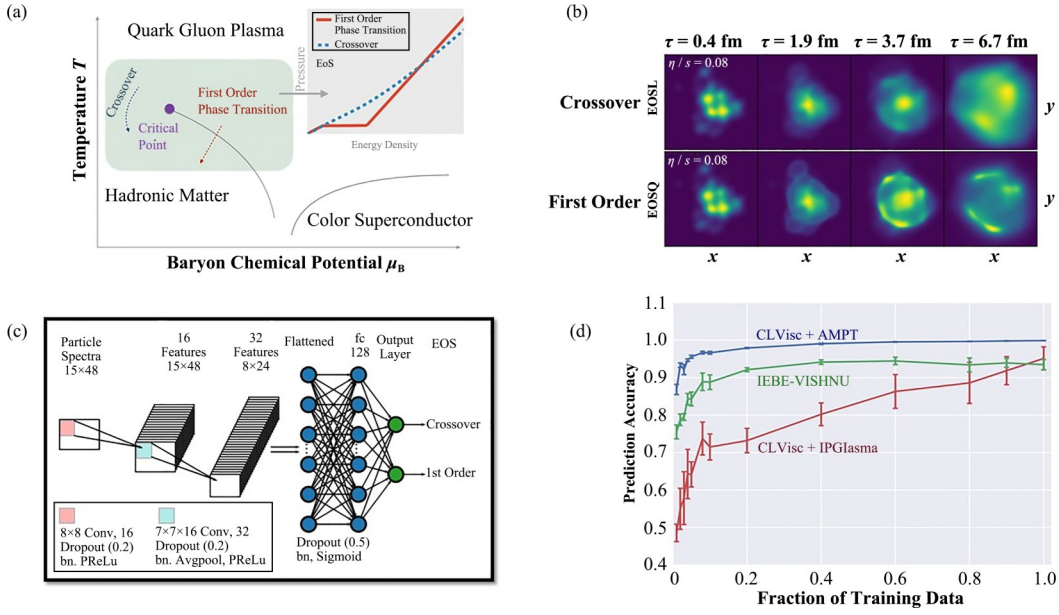 (a)
Quark Gluon Plasma
First Order
Phase Transition
Crossover
EoS
Pressure
Energy Density
Temperature T
Crossover
First Order
Phase Transition
Critical
Point
Hadronic Matter
Color Superconductor
Baryon Chemical Potential μB
(b)
τ = 0.4 fm τ = 1.9 fm τ = 3.7 fm τ = 6.7 fm
Crossover
EOSL
η / s = 0.08
y
First Order
EOSQ
η / s = 0.08
y
x x x x
(c)
Particle
Spectra
15×48
16
Features
15×48
32
Features
8×24
Flattened
fc
128
Output
Layer
EOS
Crossover
1st Order
8×8 Conv, 16
Dropout (0.2)
bn. PReLu
7×7×16 Conv, 32
Dropout (0.2)
bn. Avgpool, PReLu
Dropout (0.5)
bn, Sigmoid
(d)
Prediction Accuracy
1.1
1.0
0.9
0.8
0.7
0.6
0.5
0.4
CLVisc + AMPT
IEBE-VISHNU
CLVisc + IPGIasma
0 0.2 0.4 0.6 0.8 1.0
Fraction of Training Data